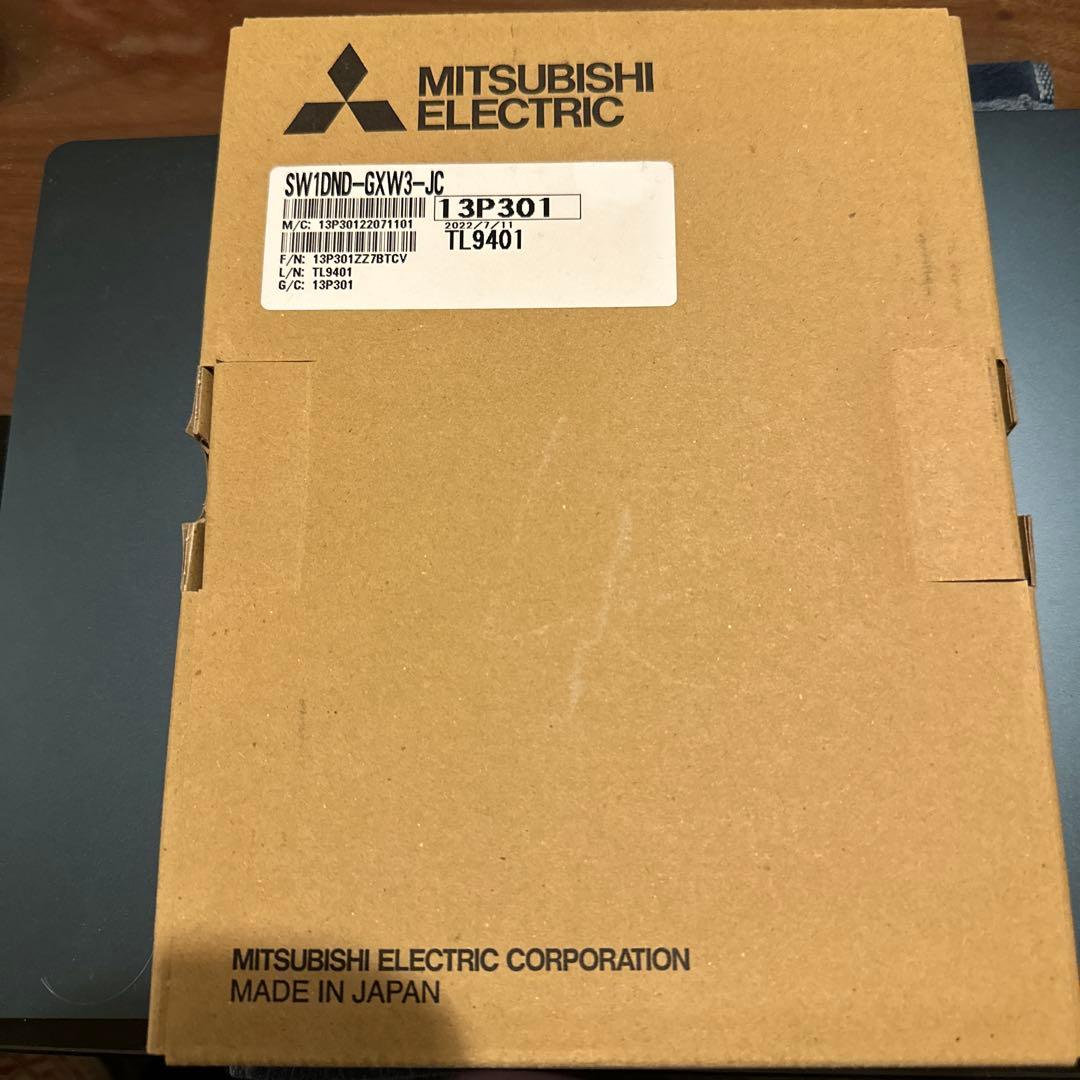 MITSUBISHI
ELECTRIC
SW1DND-GXW3-JC
13P301
M/C: 13P30122071101
2022/7/11
TL9401
F/N: 13P301ZZ7BTCV
L/N: TL9401
G/C: 13P301
MITSUBISHI ELECTRIC CORPORATION
MADE IN JAPAN